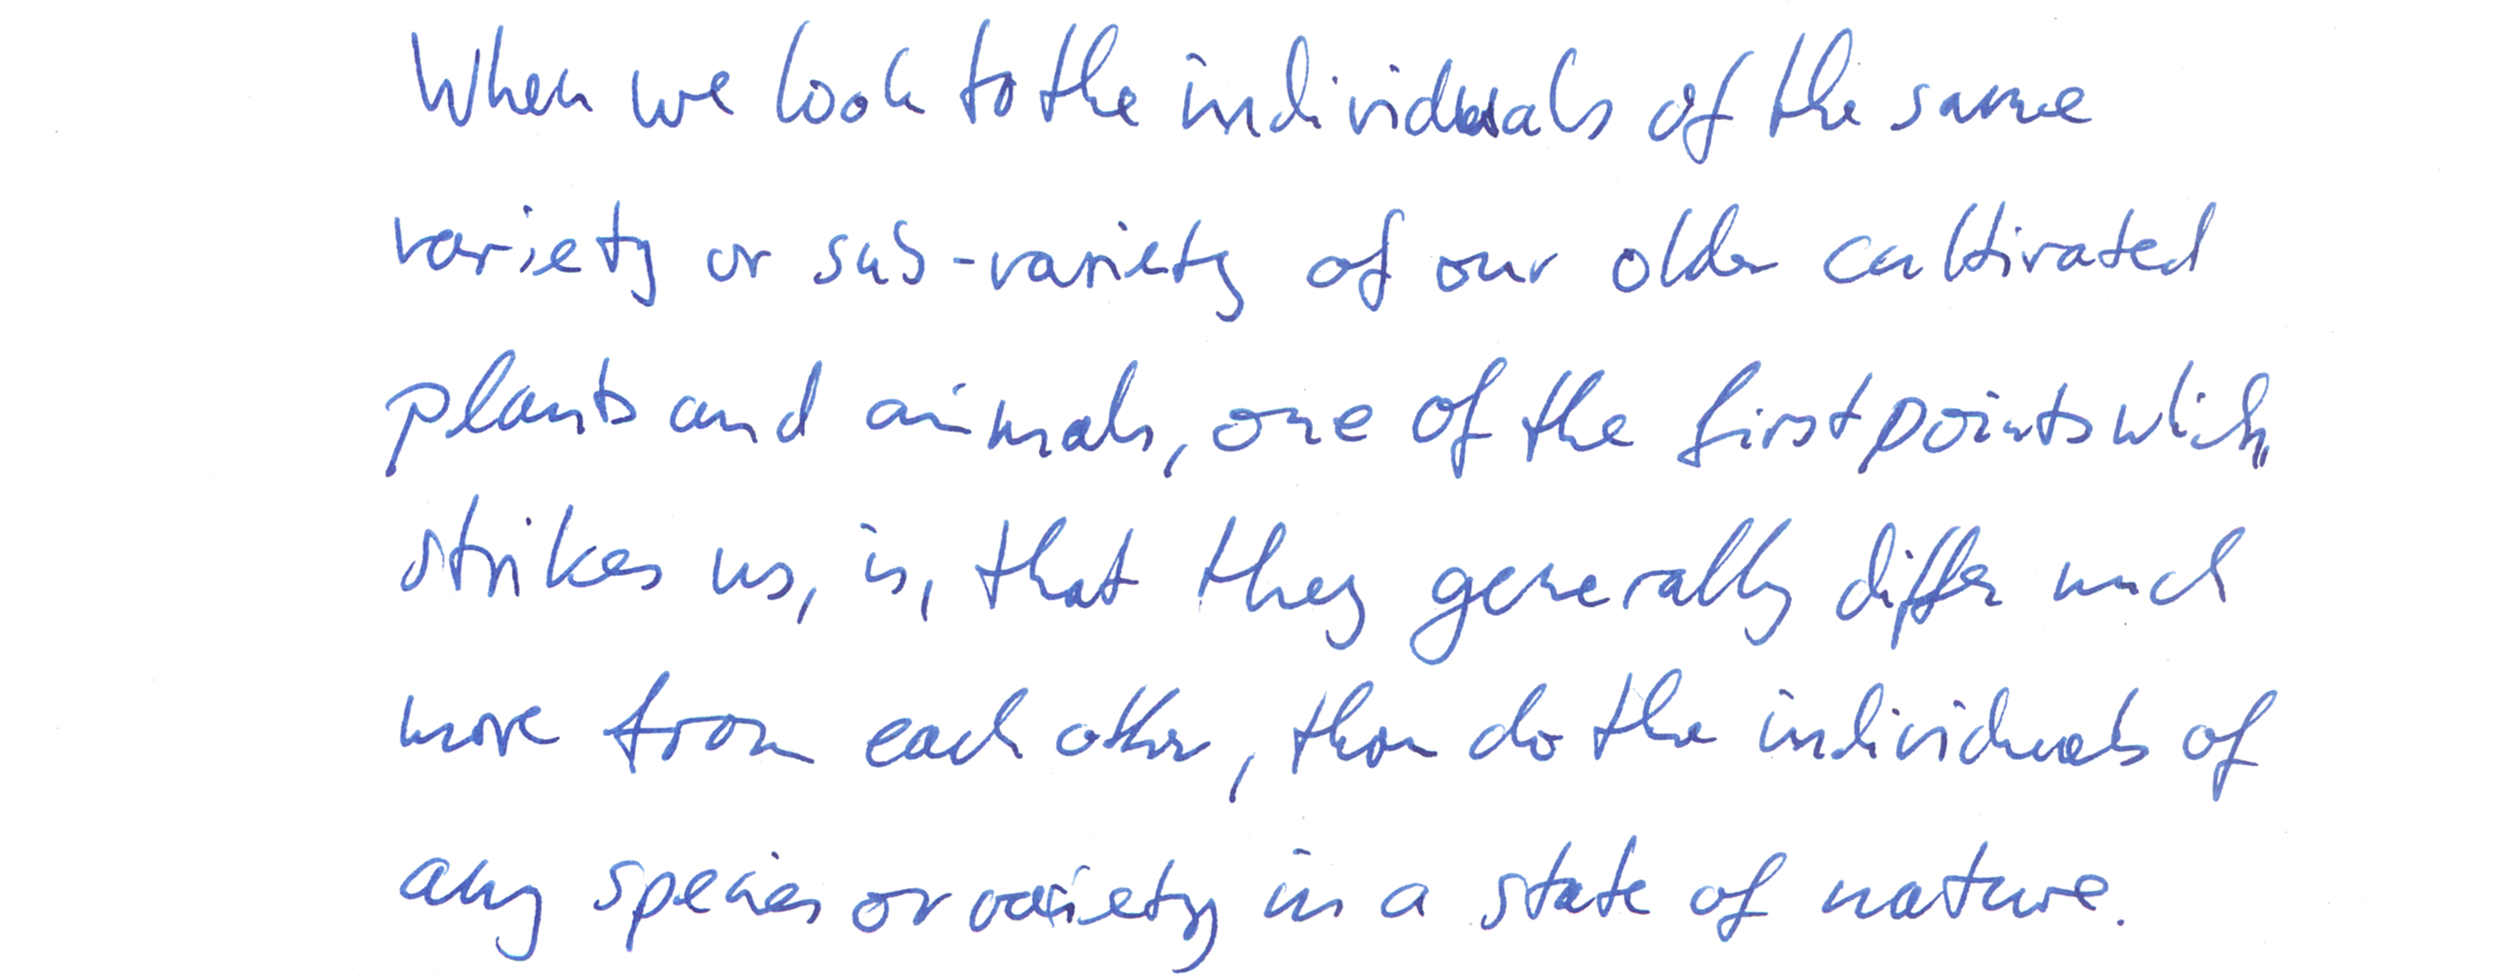 When we look to the individuals of the same
variety or sub-variety of our older cultivated
plants and animals, one of the first points which
strikes us, is, that they generally differ much
more from each other, than do the individuals of
any species or variety in a state of nature.